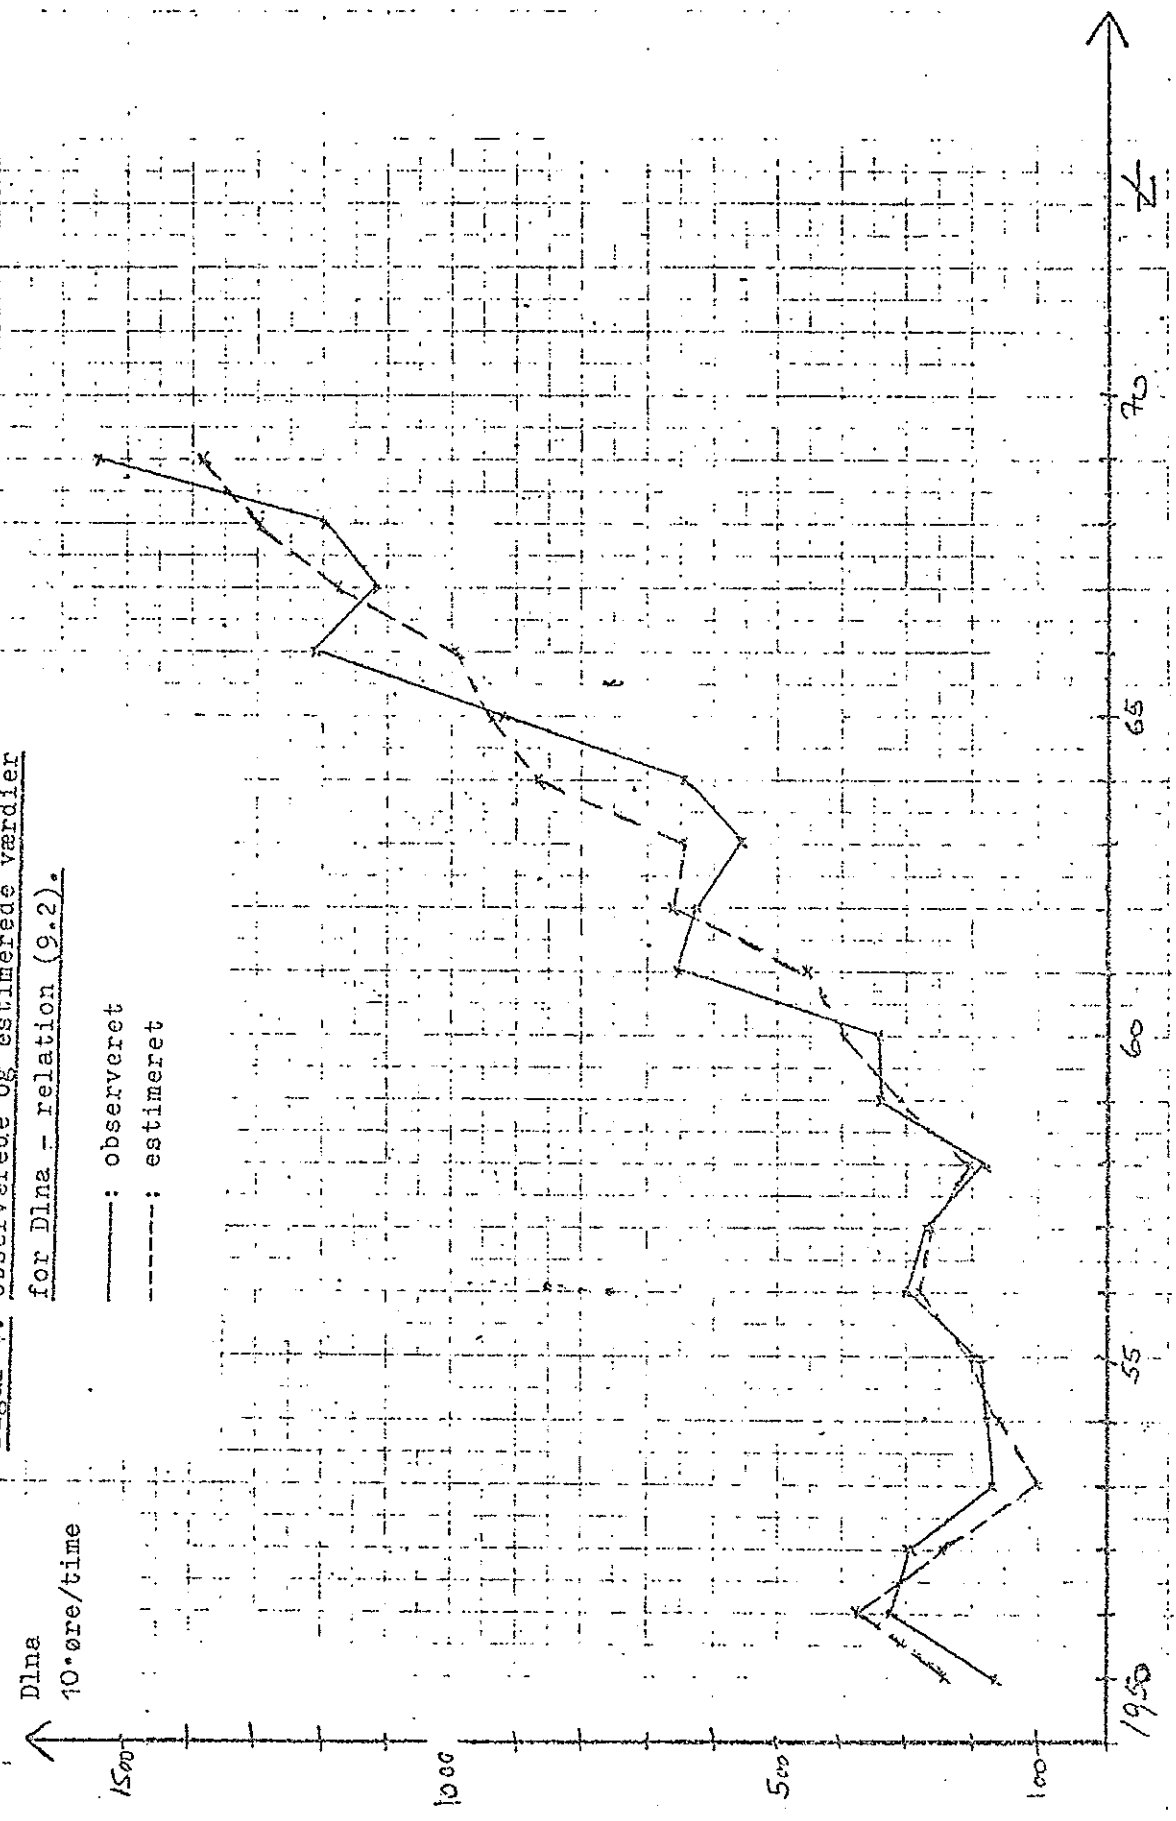 observerede og estimerede værdier
for Dlna - relation (9.2).
: observeret
: estimeret
Dlna
10·øre/time
1500
1000
500
100
1950
55
60
65
70